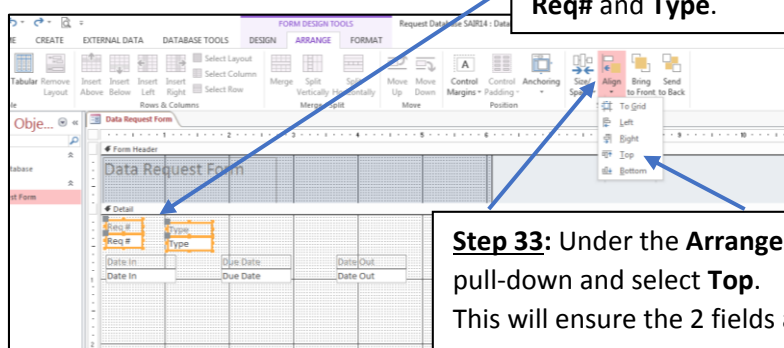 Req# and Type.
FORM DESIGN TOOLS
Request Database SAIR14 : Data
CREATE EXTERNAL DATA DATABASE TOOLS DESIGN ARRANGE FORMAT
Tabular Remove Layout
Insert Above Insert Below Insert Left Insert Right
Select Layout
Select Column
Select Row
Merge Split Vertically Horizontally
Move Up Move Down
Control Margins Control Padding Anchoring
Align Bring to Front Send to Back
Rows & Columns Merge / Split Move Position
To Grid
Left
Right
Top
Bottom
Obje...
Data Request Form
Form Header
Data Request Form
Detail
Req # Type
Req # Type
Date In Due Date Date Out
Date In Due Date Date Out
Step 33: Under the Arrange
pull-down and select Top.
This will ensure the 2 fields